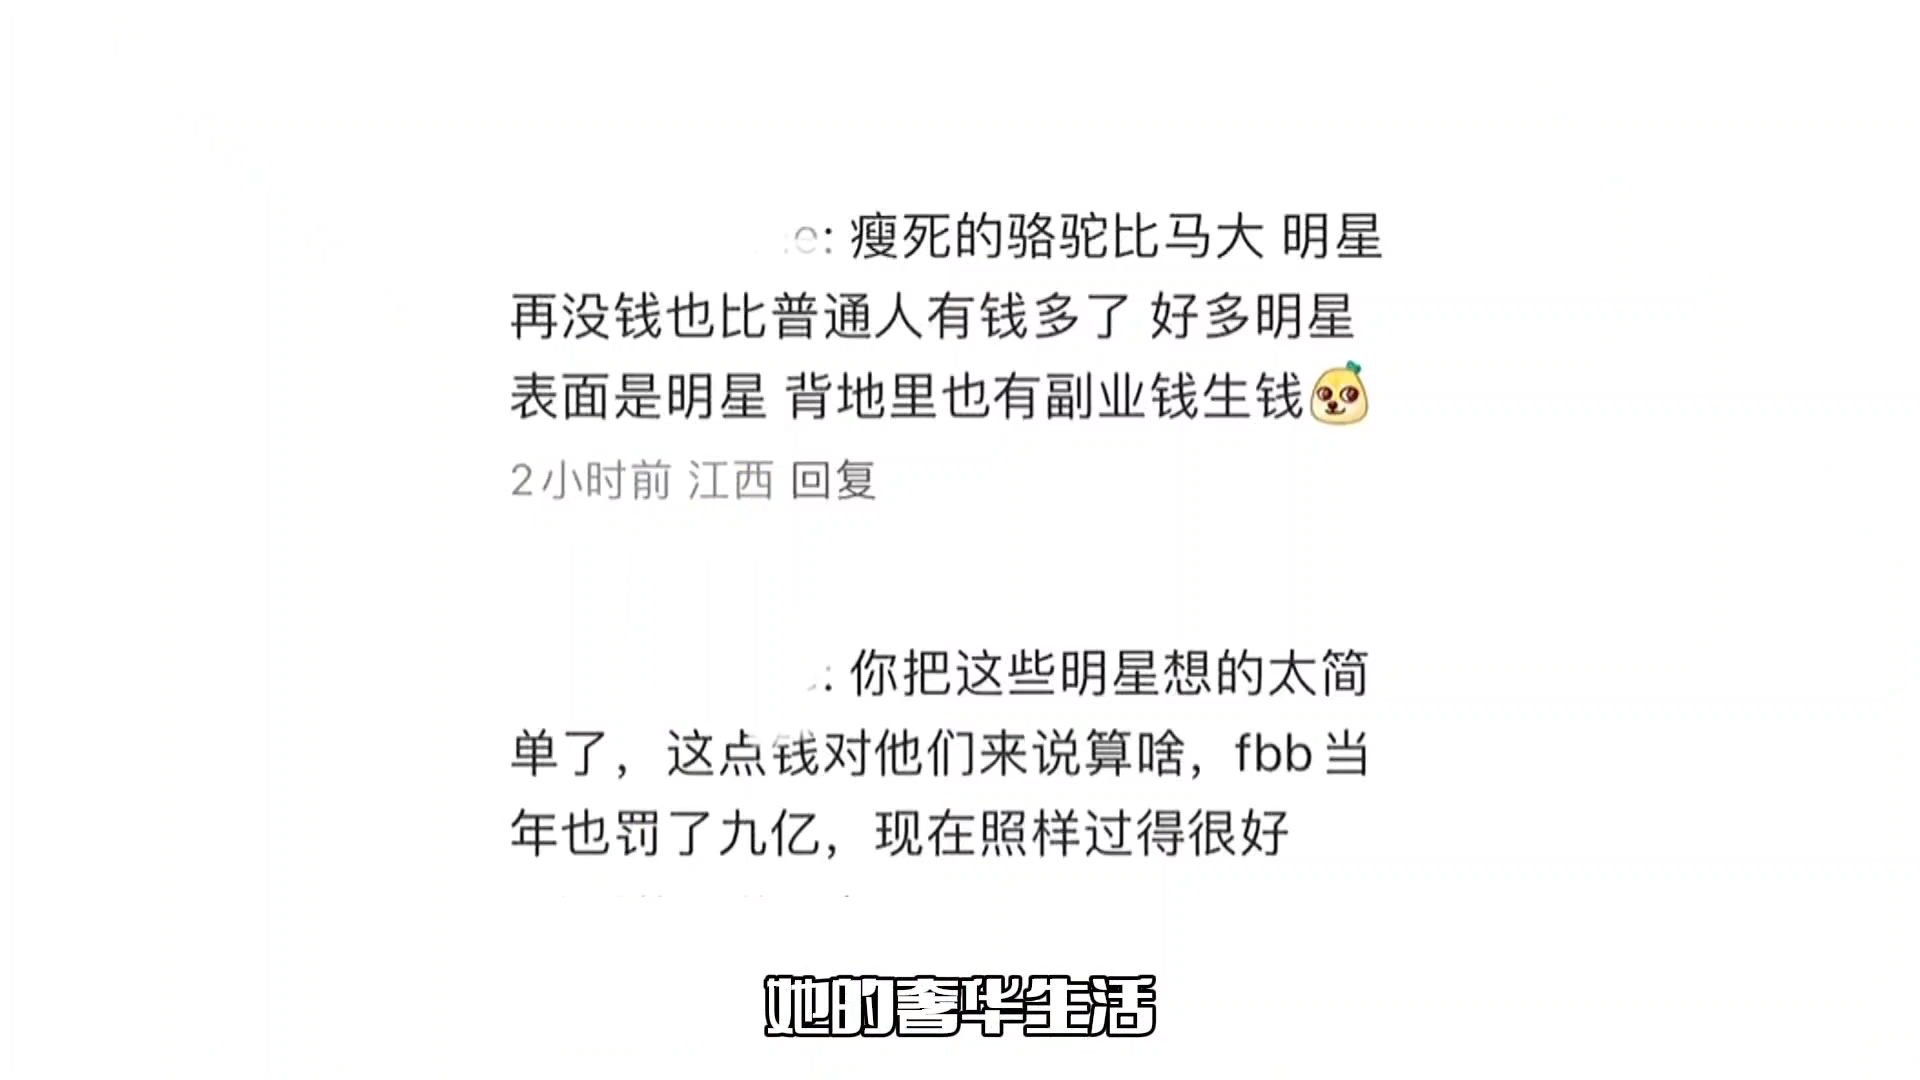 : 瘦死的骆驼比马大 明星
再没钱也比普通人有钱多了 好多明星
表面是明星 背地里也有副业钱生钱
2小时前 江西 回复
: 你把这些明星想的太简
单了，这点钱对他们来说算啥，fbb当
年也罚了九亿，现在照样过得很好
她的奢华生活